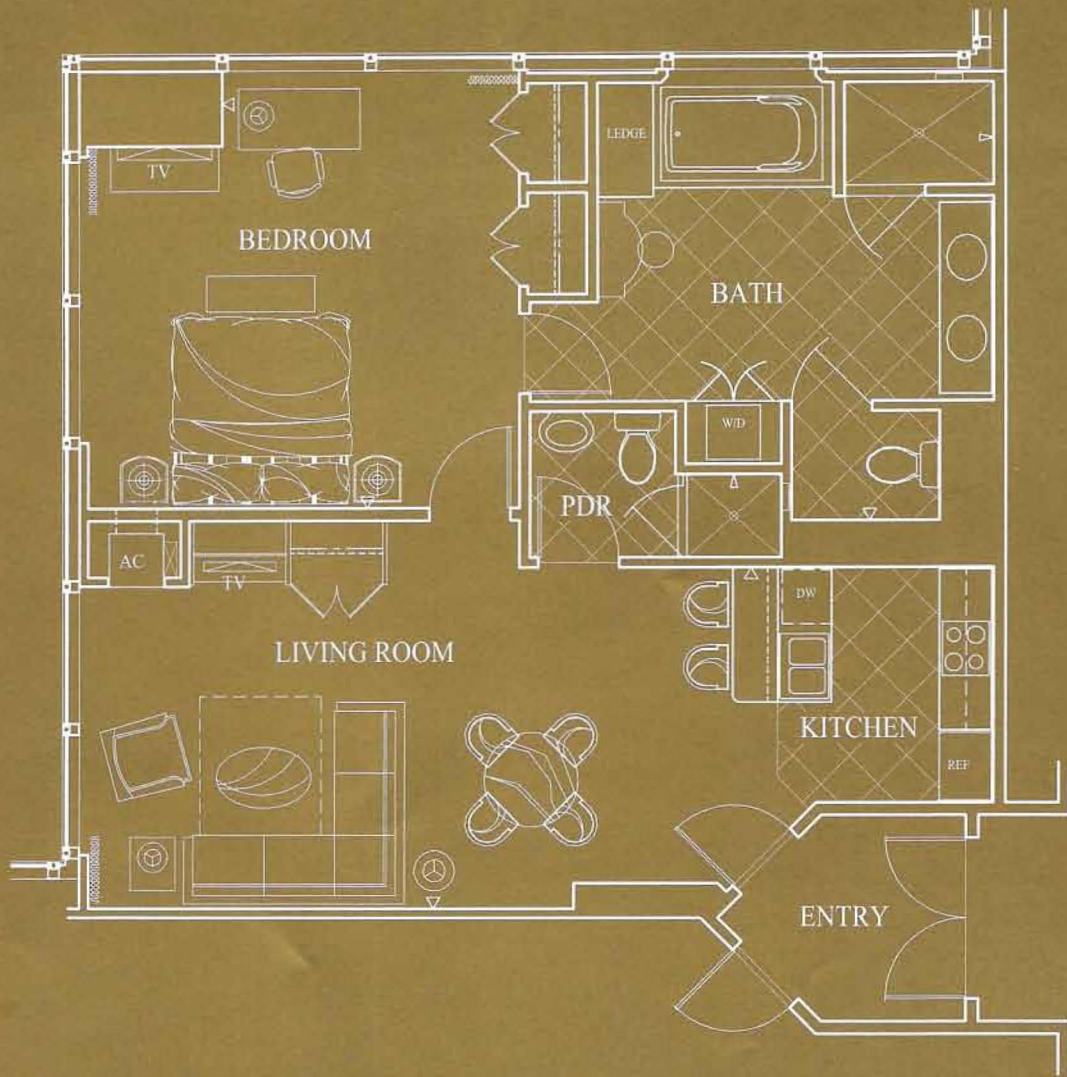 LEDGE
TV
BEDROOM
BATH
W/D
PDR
AC
TV
DW
LIVING ROOM
KITCHEN
REF
ENTRY